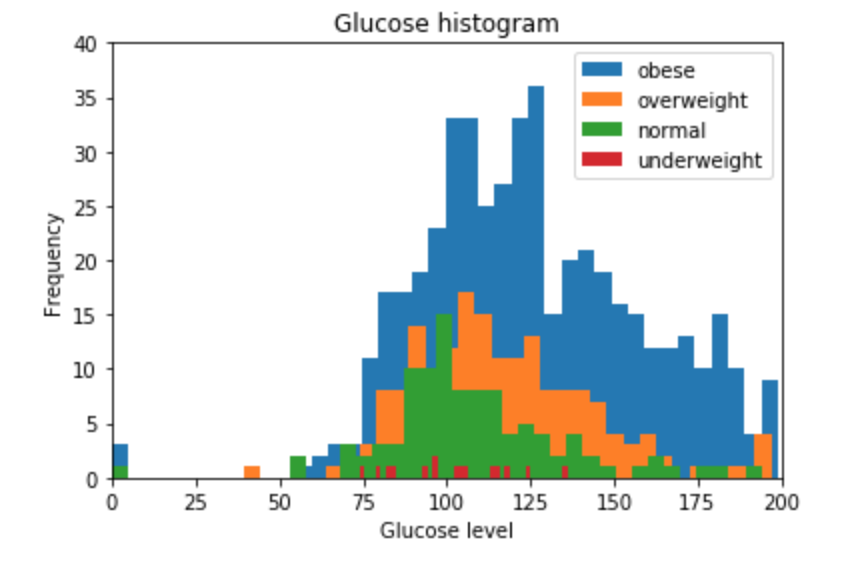 Glucose histogram
40
35
30
25
20
15
10
5
0
Frequency
obese
overweight
normal
underweight
0 25 50 75 100 125 150 175 200
Glucose level